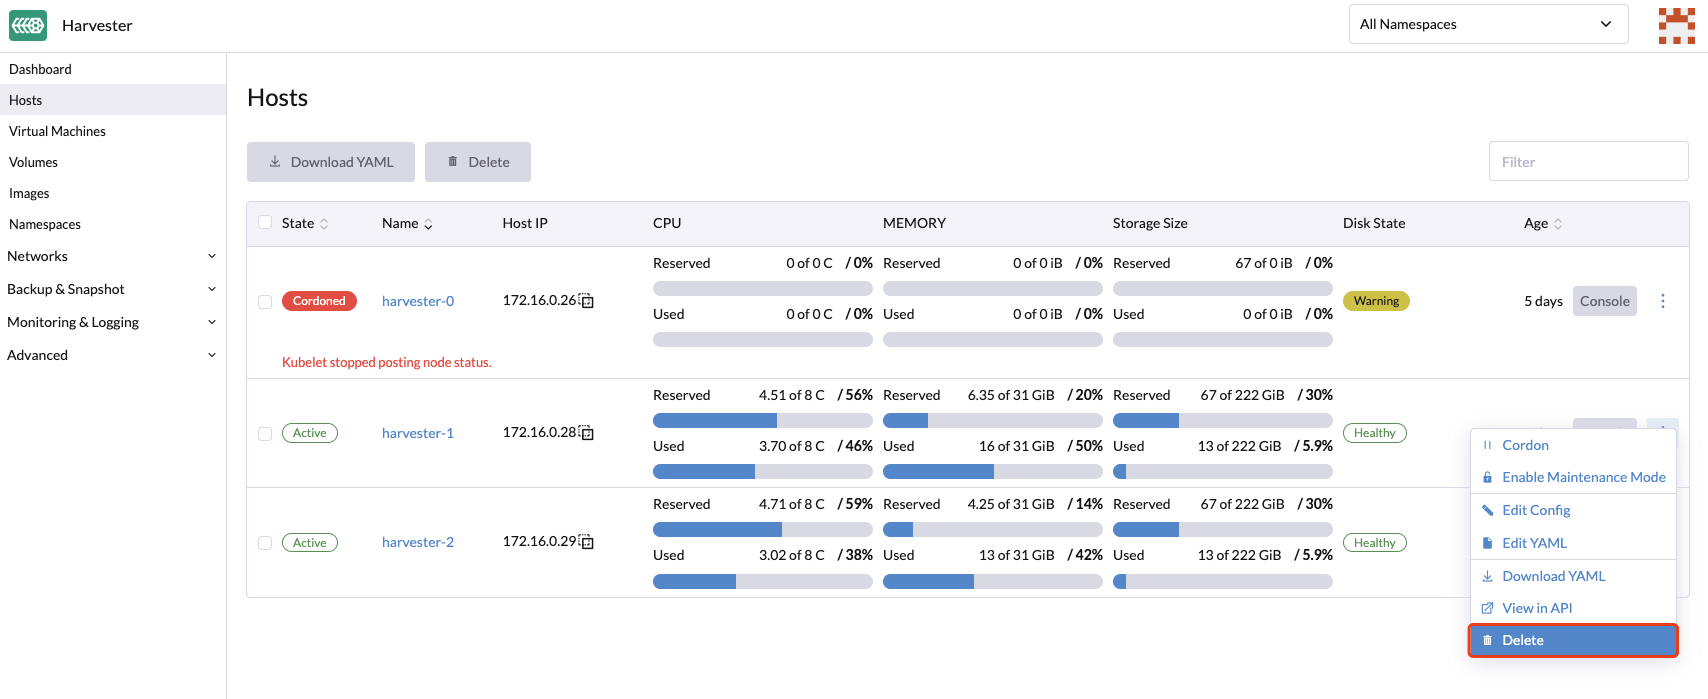 Harvester
All Namespaces
Dashboard
Hosts
Virtual Machines
Volumes
Images
Namespaces
Networks
Backup & Snapshot
Monitoring & Logging
Advanced
Hosts
Download YAML
Delete
Filter
State Name Host IP CPU MEMORY Storage Size Disk State Age
Reserved 0 of 0 C / 0% Reserved 0 of 0 iB / 0% Reserved 67 of 0 iB / 0%
Cordoned harvester-0 172.16.0.26 Warning 5 days Console
Used 0 of 0 C / 0% Used 0 of 0 iB / 0% Used 0 of 0 iB / 0%
Kubelet stopped posting node status.
Reserved 4.51 of 8 C / 56% Reserved 6.35 of 31 GiB / 20% Reserved 67 of 222 GiB / 30%
Active harvester-1 172.16.0.28 Healthy
Used 3.70 of 8 C / 46% Used 16 of 31 GiB / 50% Used 13 of 222 GiB / 5.9%
Reserved 4.71 of 8 C / 59% Reserved 4.25 of 31 GiB / 14% Reserved 67 of 222 GiB / 30%
Active harvester-2 172.16.0.29 Healthy
Used 3.02 of 8 C / 38% Used 13 of 31 GiB / 42% Used 13 of 222 GiB / 5.9%
Cordon
Enable Maintenance Mode
Edit Config
Edit YAML
Download YAML
View in API
Delete